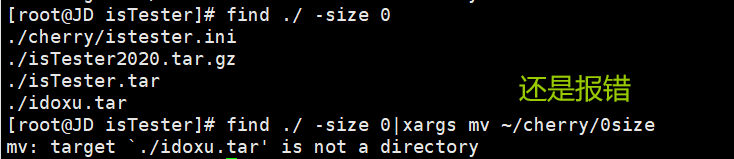 [root@JD isTester]# find ./ -size 0
./cherry/istester.ini
./isTester2020.tar.gz
./isTester.tar
./idoxu.tar
还是报错
[root@JD isTester]# find ./ -size 0|xargs mv ~/cherry/0size
mv: target `./idoxu.tar' is not a directory